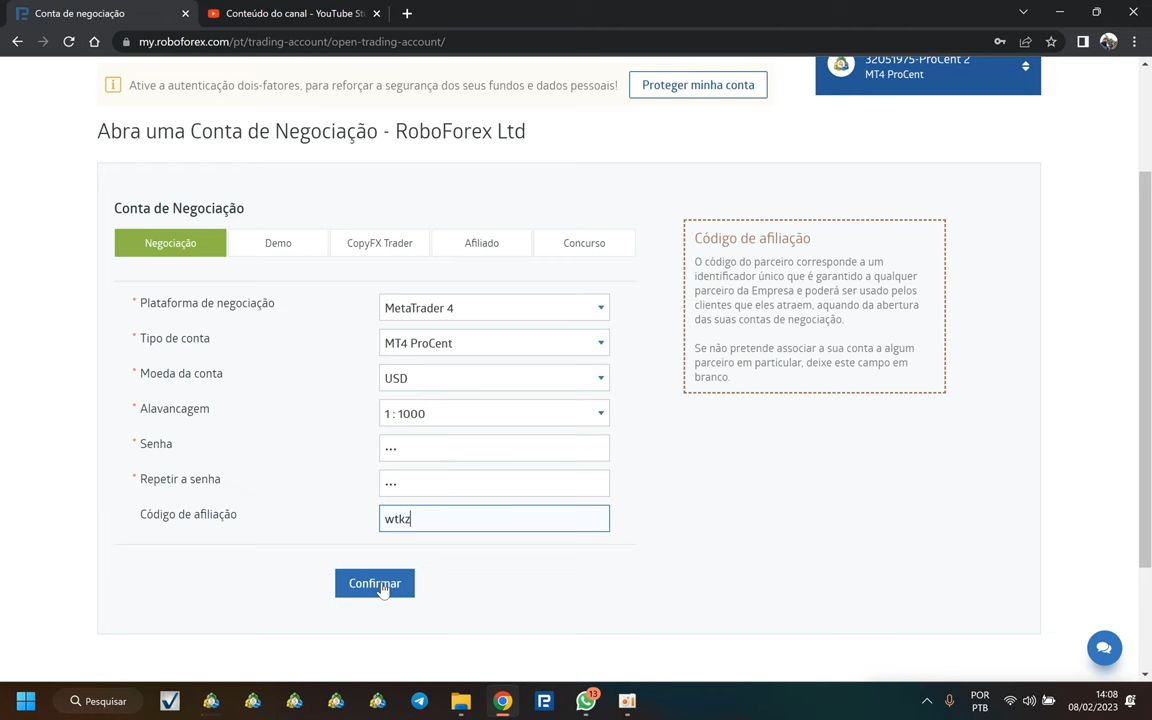 Conta de negociação
Conteúdo do canal - YouTube St
my.roboforex.com/pt/trading-account/open-trading-account/
Ative a autenticação dois-fatores, para reforçar a segurança dos seus fundos e dados pessoais!
Proteger minha conta
32051975-ProCent 2
MT4 ProCent
Abra uma Conta de Negociação - RoboForex Ltd
Conta de Negociação
Negociação
Demo
CopyFX Trader
Afiliado
Concurso
* Plataforma de negociação
MetaTrader 4
* Tipo de conta
MT4 ProCent
* Moeda da conta
USD
* Alavancagem
1 : 1000
* Senha
•••
* Repetir a senha
•••
Código de afiliação
wtkz
Confirmar
Código de afiliação
O código do parceiro corresponde a um
identificador único que é garantido a qualquer
parceiro da Empresa e poderá ser usado pelos
clientes que eles atraem, aquando da abertura
das suas contas de negociação.
Se não pretende associar a sua conta a algum
parceiro em particular, deixe este campo em
branco.
Pesquisar
13
POR
PTB
14:08
08/02/2023